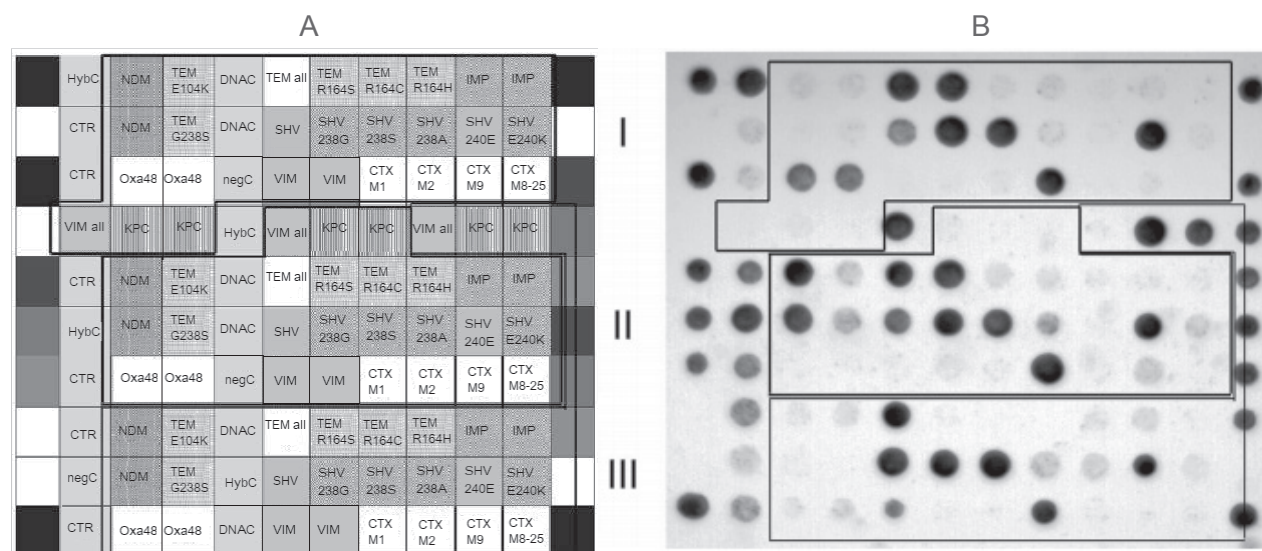 A B
HybC NDM TEM E104K DNAC TEM all TEM R164S TEM R164C TEM R164H IMP IMP
CTR NDM TEM G238S DNAC SHV SHV 238G SHV 238S SHV 238A SHV 240E SHV E240K
I
CTR Oxa48 Oxa48 negC VIM VIM CTX M1 CTX M2 CTX M9 CTX M8-25
VIM all KPC KPC HybC VIM all KPC KPC VIM all KPC KPC
CTR NDM TEM E104K DNAC TEM all TEM R164S TEM R164C TEM R164H IMP IMP
HybC NDM TEM G238S DNAC SHV SHV 238G SHV 238S SHV 238A SHV 240E SHV E240K
II
CTR Oxa48 Oxa48 negC VIM VIM CTX M1 CTX M2 CTX M9 CTX M8-25
CTR NDM TEM E104K DNAC TEM all TEM R164S TEM R164C TEM R164H IMP IMP
negC NDM TEM G238S HybC SHV SHV 238G SHV 238S SHV 238A SHV 240E SHV E240K
III
CTR Oxa48 Oxa48 DNAC VIM VIM CTX M1 CTX M2 CTX M9 CTX M8-25